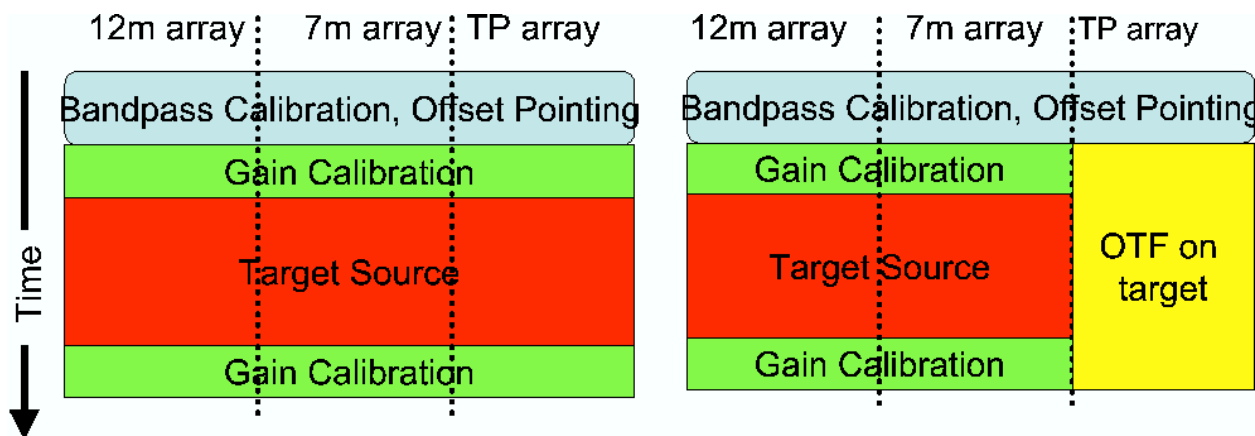 12m array 7m array TP array
Bandpass Calibration, Offset Pointing
Gain Calibration
Target Source
Gain Calibration
Time
12m array 7m array TP array
Bandpass Calibration, Offset Pointing
Gain Calibration
Target Source
OTF on
target
Gain Calibration